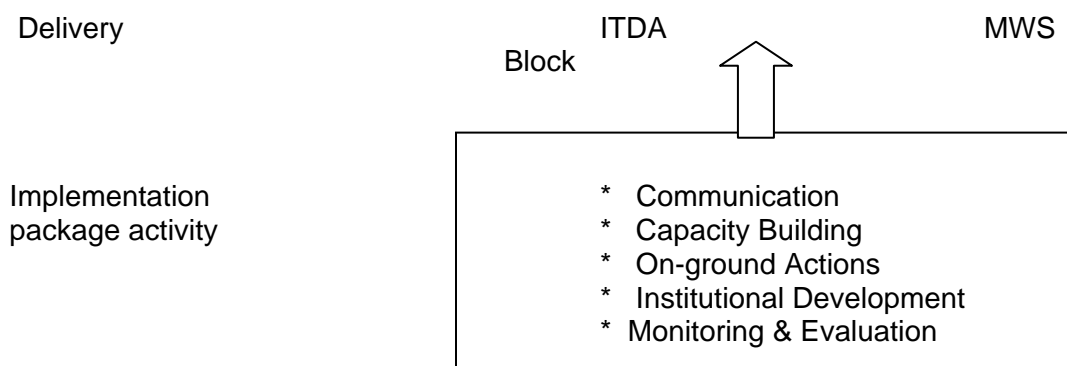 Delivery ITDA MWS
Block
Implementation
package activity
* Communication
* Capacity Building
* On-ground Actions
* Institutional Development
* Monitoring & Evaluation